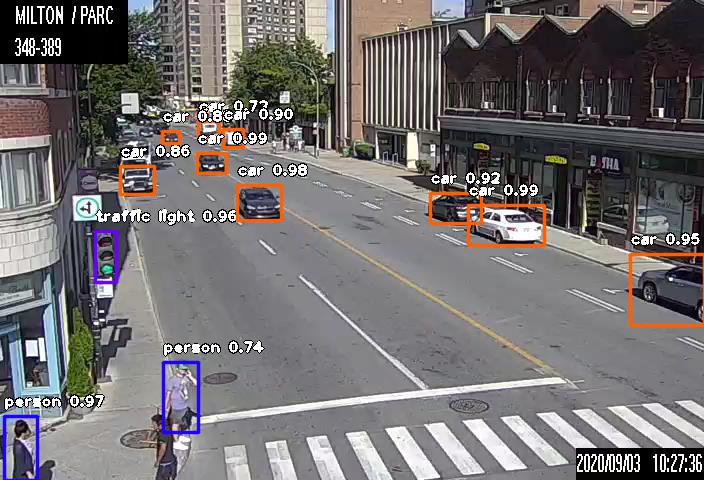 MILTON / PARC
348-389
car 0.73
car 0.8
car 0.90
car 0.99
car 0.86
car 0.98
car 0.92
car 0.99
traffic light 0.96
car 0.95
person 0.74
person 0.97
2020/09/03 10:27:36